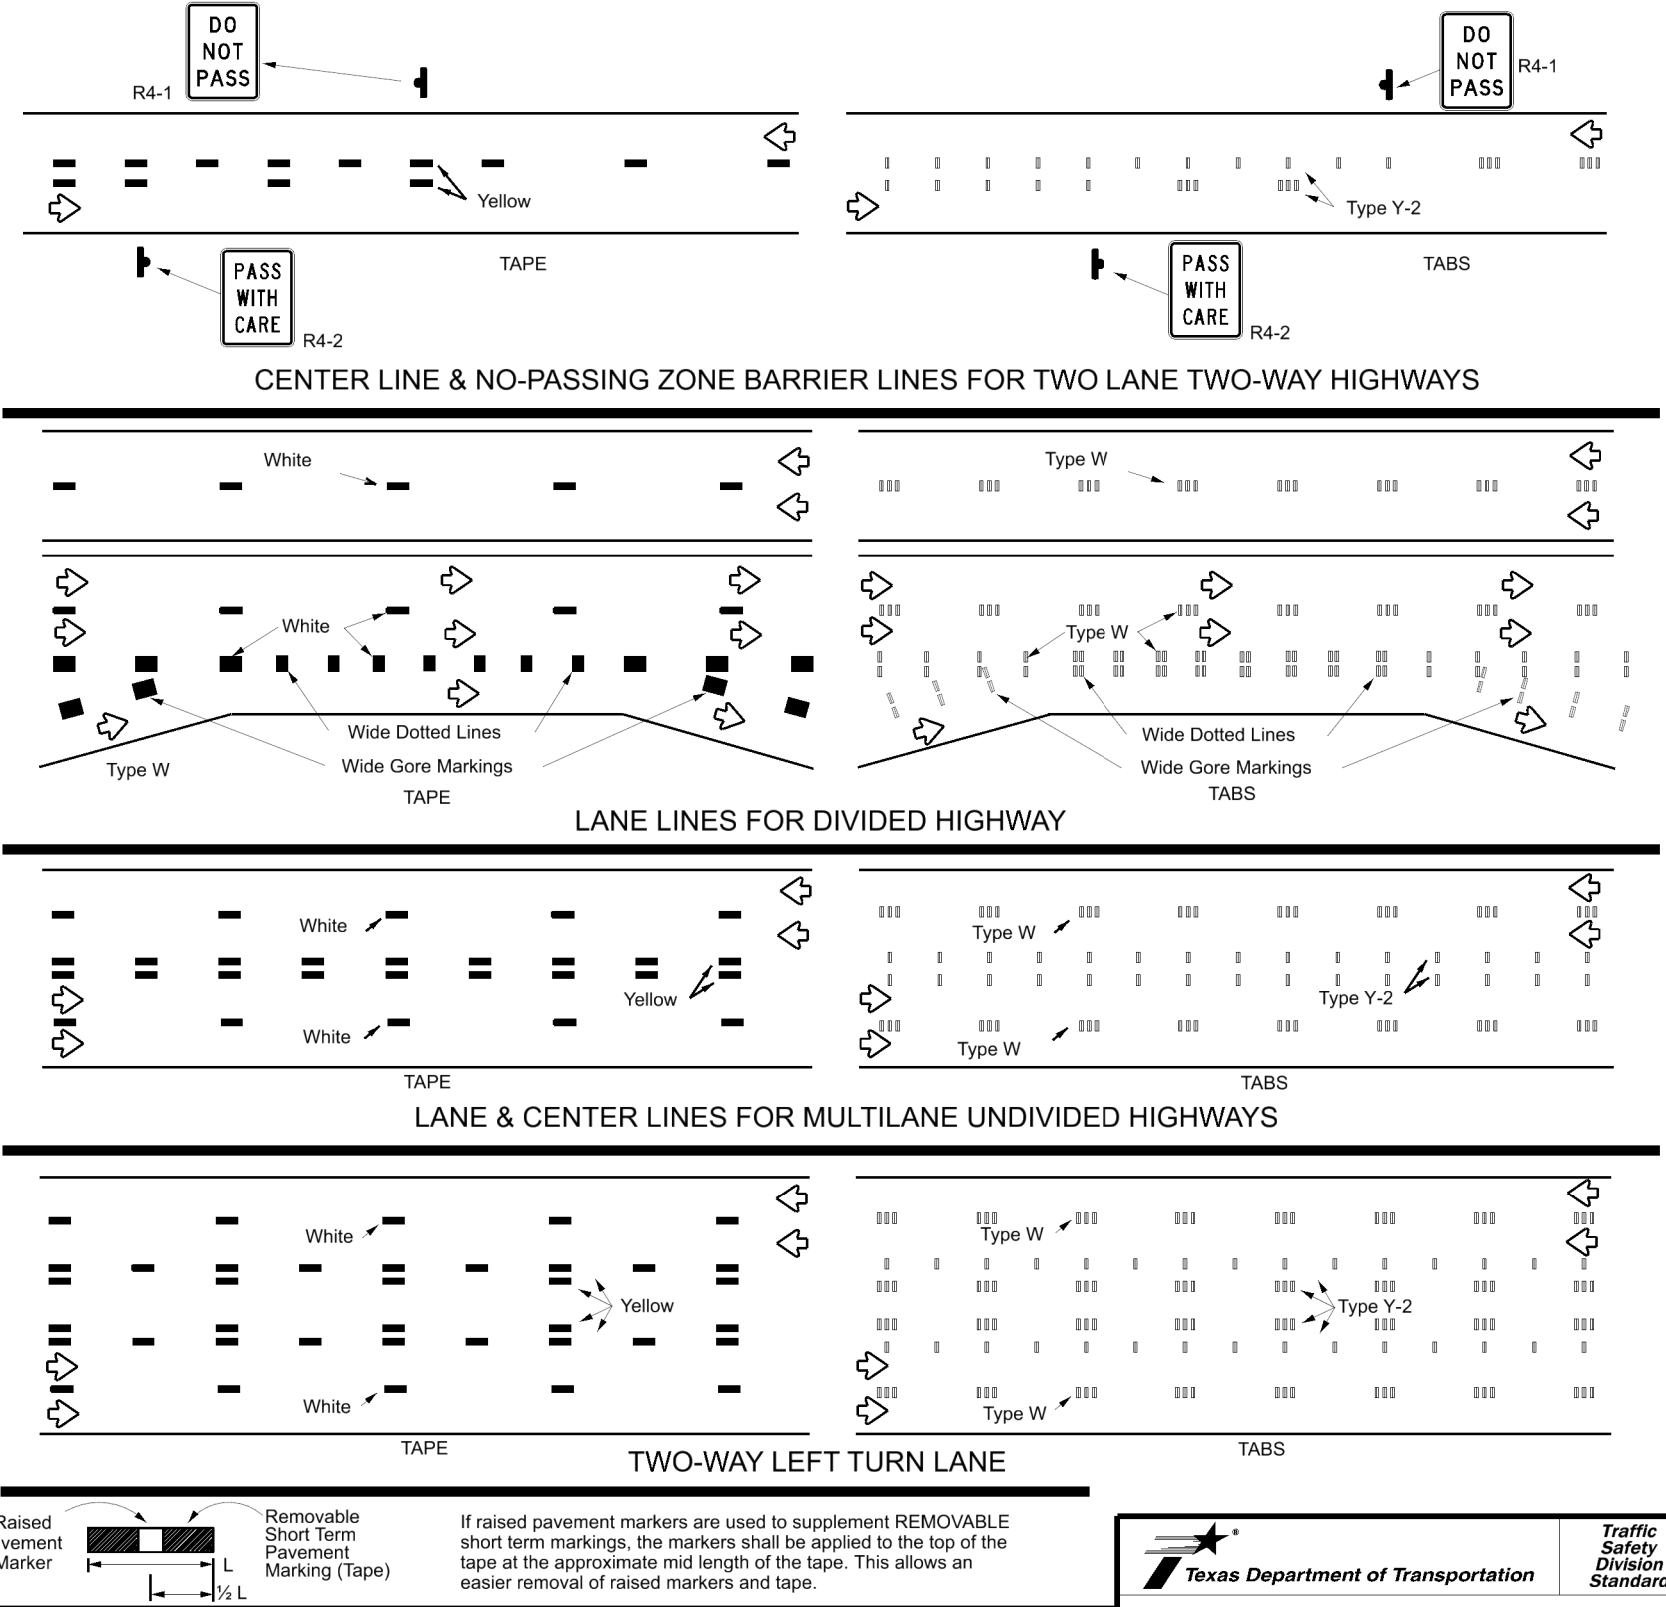 DO
NOT
PASS
R4-1
Yellow
TAPE
PASS
WITH
CARE
R4-2
DO
NOT
PASS
R4-1
Type Y-2
TABS
PASS
WITH
CARE
R4-2
CENTER LINE & NO-PASSING ZONE BARRIER LINES FOR TWO LANE TWO-WAY HIGHWAYS
White
Type W
White
Type W
Wide Dotted Lines
Wide Gore Markings
Type W
TAPE
Wide Dotted Lines
Wide Gore Markings
TABS
LANE LINES FOR DIVIDED HIGHWAY
White
Yellow
White
TAPE
Type W
Type Y-2
Type W
TABS
LANE & CENTER LINES FOR MULTILANE UNDIVIDED HIGHWAYS
White
Yellow
White
TAPE
Type W
Type Y-2
Type W
TABS
TWO-WAY LEFT TURN LANE
Raised
vement
Marker
Removable
Short Term
Pavement
Marking (Tape)
L
½ L
If raised pavement markers are used to supplement REMOVABLE
short term markings, the markers shall be applied to the top of the
tape at the approximate mid length of the tape. This allows an
easier removal of raised markers and tape.
®
Texas Department of Transportation
Traffic
Safety
Division
Standard